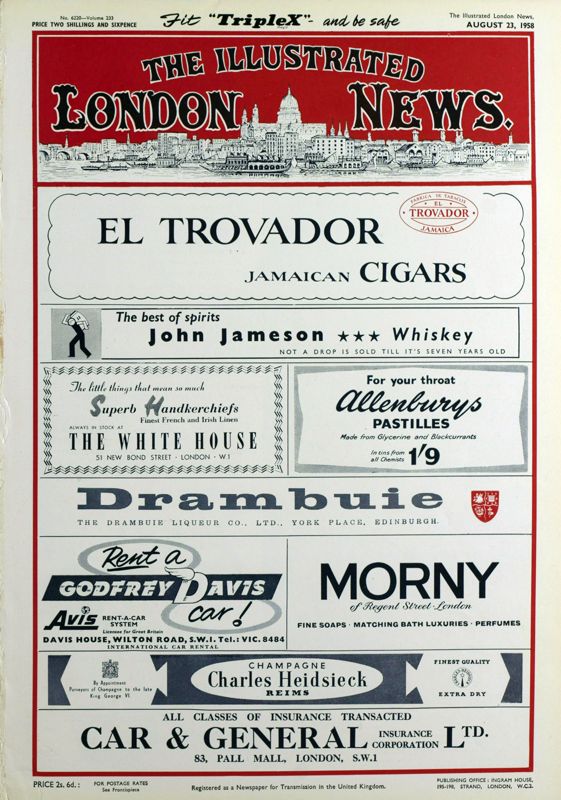 No. 6220—Volume 233
PRICE TWO SHILLINGS AND SIXPENCE
Fit "TripleX"- and be safe
The Illustrated London News,
AUGUST 23, 1958
THE ILLUSTRATED
LONDON NEWS.
EL TROVADOR
JAMAICAN CIGARS
FABRICA DE TABACOS
EL
TROVADOR
JAMAICA
The best of spirits
John Jameson ★★★ Whiskey
NOT A DROP IS SOLD TILL IT'S SEVEN YEARS OLD
The little things that mean so much
Superb Handkerchiefs
Finest French and Irish Linen
ALWAYS IN STOCK AT
THE WHITE HOUSE
51 NEW BOND STREET · LONDON · W·1
For your throat
Allenburys
PASTILLES
Made from Glycerine and Blackcurrants
In tins from
all Chemists 1'9
Drambuie
THE DRAMBUIE LIQUEUR CO., LTD., YORK PLACE, EDINBURGH.
Rent a
GODFREY DAVIS
car!
Avis RENT-A-CAR
SYSTEM
Licensee for Great Britain
DAVIS HOUSE, WILTON ROAD, S.W.1. Tel.: VIC. 8484
INTERNATIONAL CAR RENTAL
MORNY
of Regent Street · London
FINE SOAPS · MATCHING BATH LUXURIES · PERFUMES
By Appointment
Purveyors of Champagne to the late
King George VI
CHAMPAGNE
Charles Heidsieck
REIMS
FINEST QUALITY
EXTRA DRY
ALL CLASSES OF INSURANCE TRANSACTED
CAR & GENERAL INSURANCE
CORPORATION LTD.
83, PALL MALL, LONDON, S.W.1
PRICE 2s. 6d.:
FOR POSTAGE RATES
See Frontispiece
Registered as a Newspaper for Transmission in the United Kingdom.
PUBLISHING OFFICE: INGRAM HOUSE,
195-198, STRAND, LONDON, W.C.2.